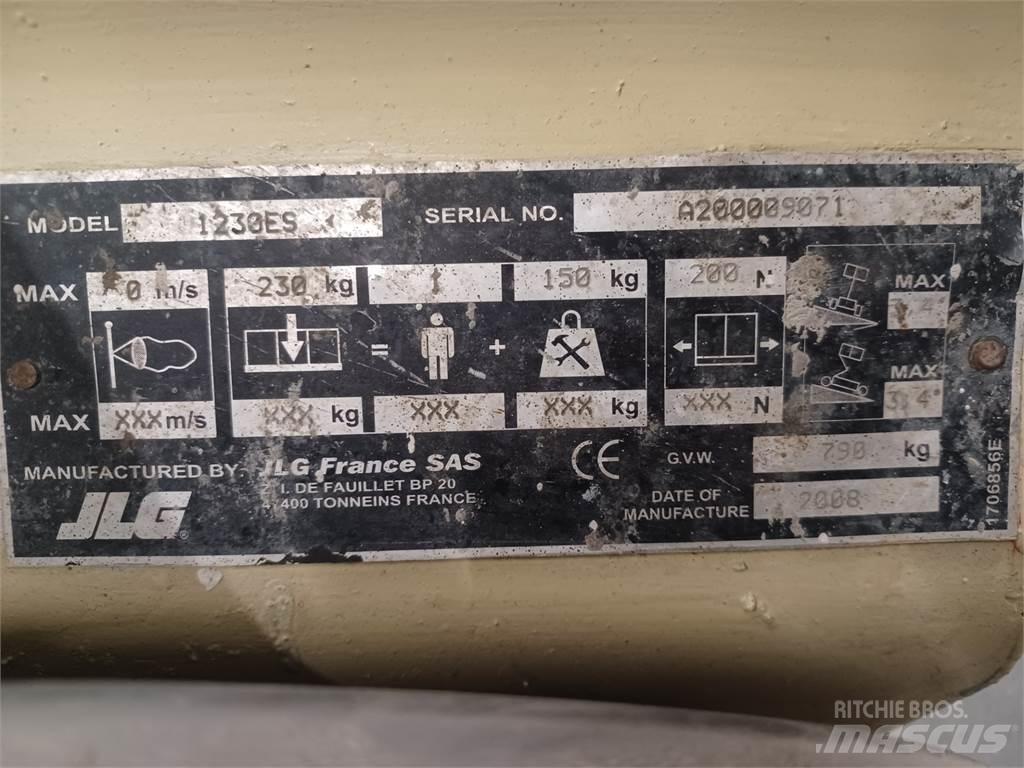 MODEL 1230ES SERIAL NO. A200009071
MAX 0 m/s 230 kg 1 150 kg 200 N MAX
= +
MAX 3,4°
MAX XXX m/s XXX kg XXX XXX kg XXX N
MANUFACTURED BY: JLG France SAS CE G.V.W. 790 kg
Z. I. DE FAUILLET BP 20
47400 TONNEINS FRANCE
JLG DATE OF MANUFACTURE 2008
1706856E
RITCHIE BROS.
MASCUS